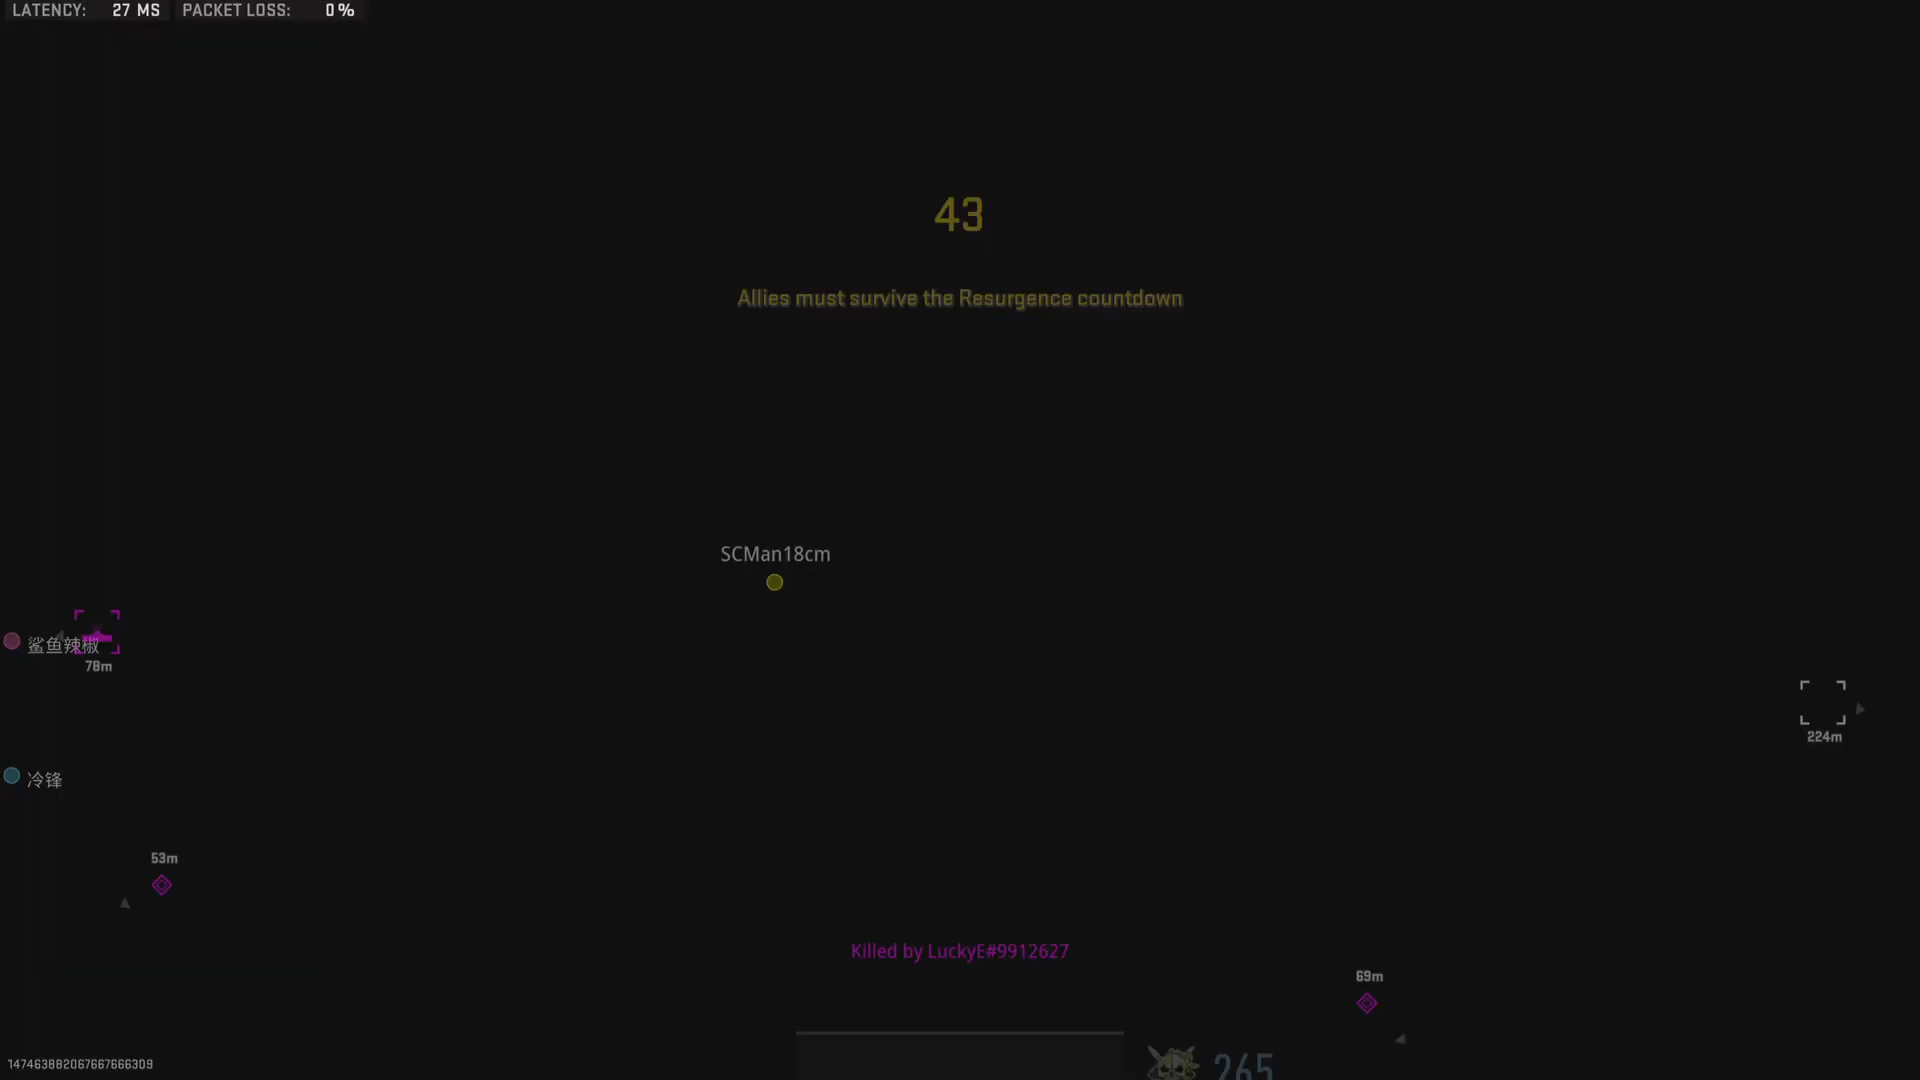 LATENCY: 27 MS PACKET LOSS: 0%
43
Allies must survive the Resurgence countdown
SCMan18cm
鲨鱼辣椒
78m
224m
冷锋
53m
Killed by LuckyE#9912627
69m
147463882067667666309
265